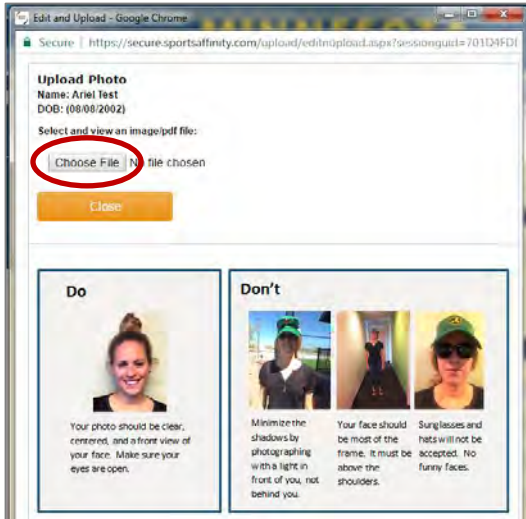 Edit and Upload - Google Chrome
Secure | https://secure.sportsaffinity.com/upload/editnupload.aspx?sessionguid=701D4FD
Upload Photo
Name: Ariel Test
DOB: (08/08/2002)
Select and view an image/pdf file:
Choose File No file chosen
Close
Do
Your photo should be clear,
centered, and a front view of
your face. Make sure your
eyes are open.
Don't
Minimize the
shadows by
photographing
with a light in
front of you, not
behind you.
Your face should
be most of the
frame. It must be
above the
shoulders.
Sunglasses and
hats will not be
accepted. No
funny faces.